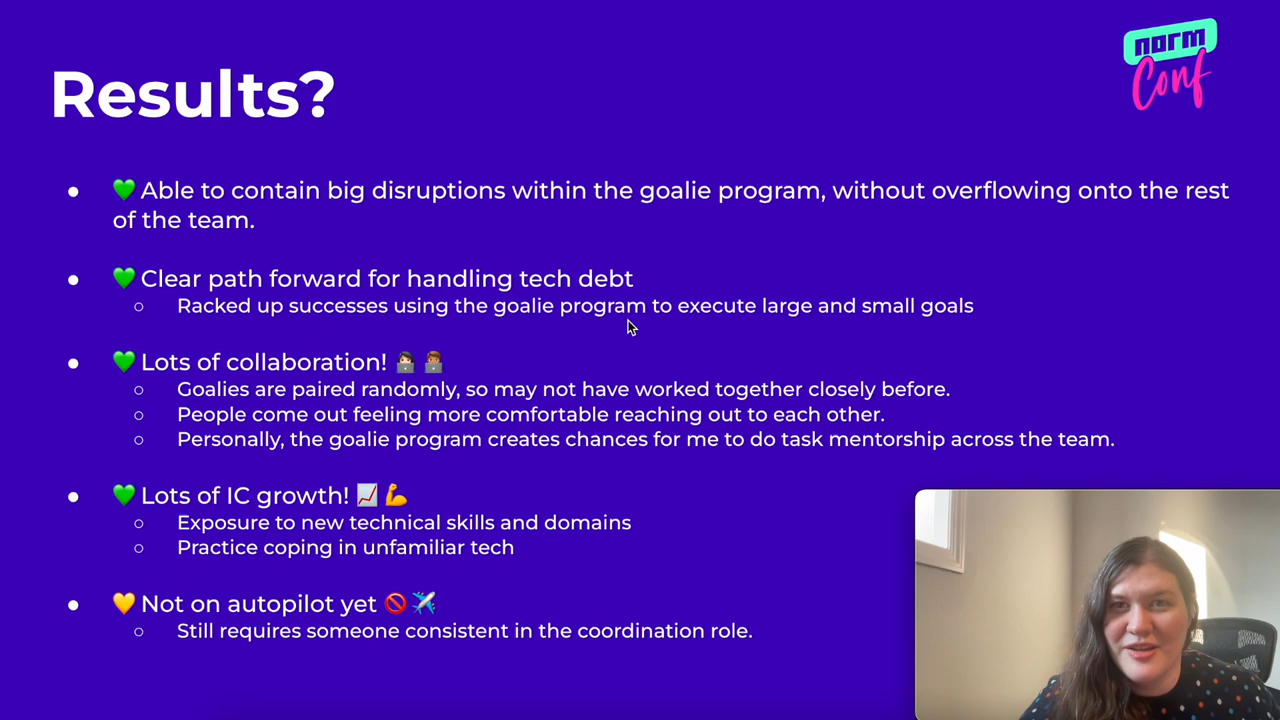 norm
Conf
Results?
● 💚 Able to contain big disruptions within the goalie program, without overflowing onto the rest
of the team.
● 💚 Clear path forward for handling tech debt
○ Racked up successes using the goalie program to execute large and small goals
● 💚 Lots of collaboration! 👩🏻‍💻 👨🏽‍💻
○ Goalies are paired randomly, so may not have worked together closely before.
○ People come out feeling more comfortable reaching out to each other.
○ Personally, the goalie program creates chances for me to do task mentorship across the team.
● 💚 Lots of IC growth! 📈 💪
○ Exposure to new technical skills and domains
○ Practice coping in unfamiliar tech
● 💛 Not on autopilot yet 🚫 ✈️
○ Still requires someone consistent in the coordination role.